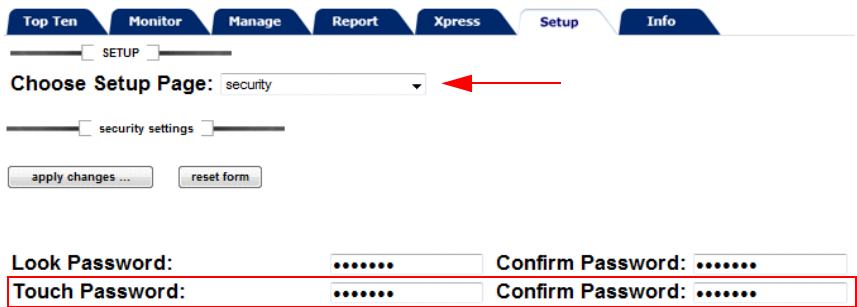 Top Ten Monitor Manage Report Xpress Setup Info
SETUP
Choose Setup Page: security
security settings
apply changes ... reset form
Look Password: ••••••• Confirm Password: •••••••
Touch Password: ••••••• Confirm Password: •••••••